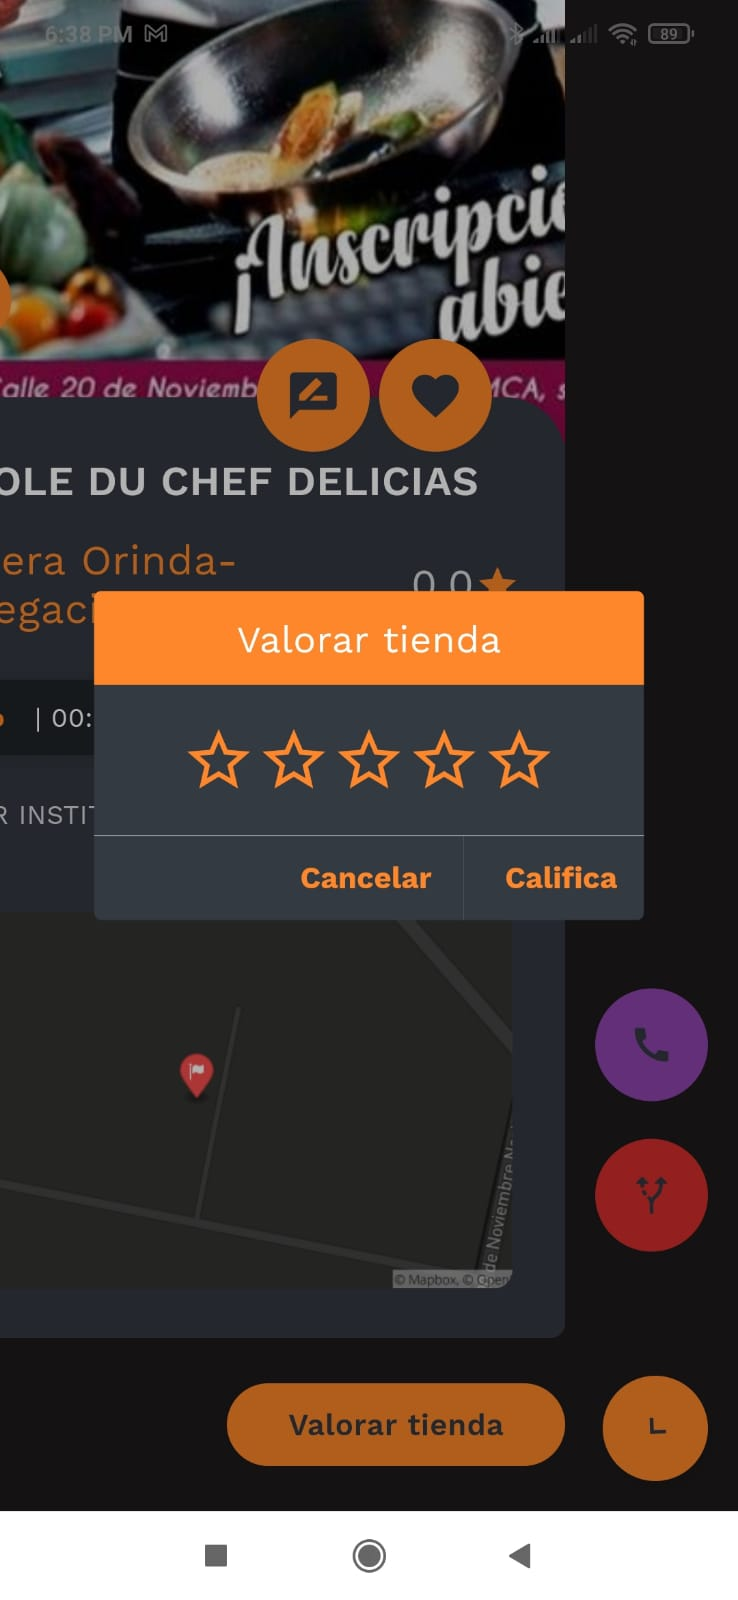 6:38 PM
89
¡Inscripci
abie
alle 20 de Noviemb
MCA, s
OLE DU CHEF DELICIAS
era Orinda-
egaci
0.0
Valorar tienda
| 00:
R INSTIT
Cancelar
Califica
de Noviembre No
© Mapbox, © Open
Valorar tienda